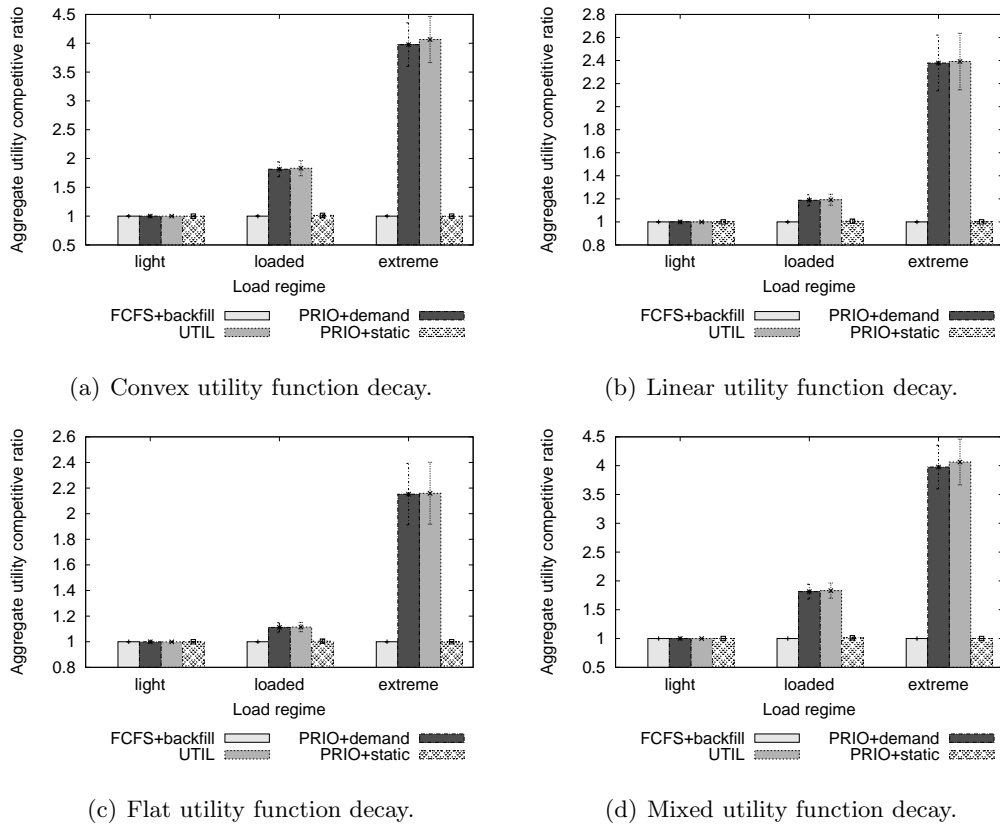 Aggregate utility competitive ratio
4.5
4
3.5
3
2.5
2
1.5
1
0.5
light loaded extreme
Load regime
FCFS+backfill PRIO+demand
UTIL PRIO+static
(a) Convex utility function decay.
Aggregate utility competitive ratio
2.8
2.6
2.4
2.2
2
1.8
1.6
1.4
1.2
1
0.8
light loaded extreme
Load regime
FCFS+backfill PRIO+demand
UTIL PRIO+static
(b) Linear utility function decay.
Aggregate utility competitive ratio
2.6
2.4
2.2
2
1.8
1.6
1.4
1.2
1
0.8
light loaded extreme
Load regime
FCFS+backfill PRIO+demand
UTIL PRIO+static
(c) Flat utility function decay.
Aggregate utility competitive ratio
4.5
4
3.5
3
2.5
2
1.5
1
0.5
light loaded extreme
Load regime
FCFS+backfill PRIO+demand
UTIL PRIO+static
(d) Mixed utility function decay.